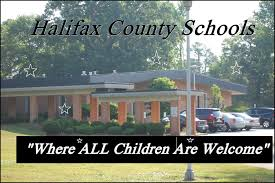 Halifax County Schools
"Where ALL Children Are Welcome"